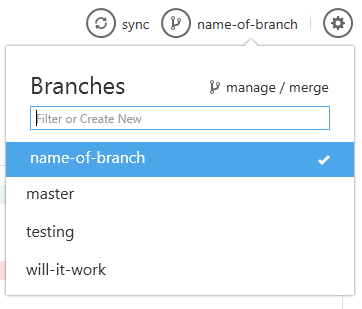 sync name-of-branch
Branches manage / merge
Filter or Create New
name-of-branch
master
testing
will-it-work